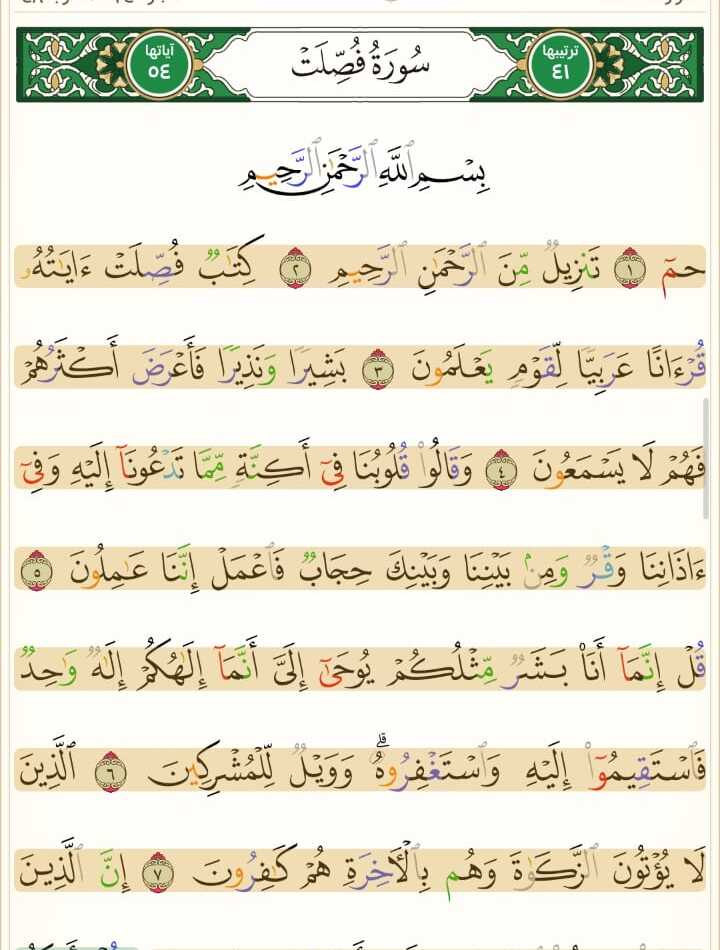 ترتيبها ٤١
سُورَةُ فُصِّلَتْ
آياتها ٥٤
بِسْمِ ٱللَّهِ ٱلرَّحْمَٰنِ ٱلرَّحِيمِ
حمٓ ١ تَنزِيلٌ مِّنَ ٱلرَّحْمَٰنِ ٱلرَّحِيمِ ٢ كِتَٰبٌ فُصِّلَتْ ءَايَٰتُهُۥ
قُرْءَانًا عَرَبِيًّا لِّقَوْمٍ يَعْلَمُونَ ٣ بَشِيرًا وَنَذِيرًا فَأَعْرَضَ أَكْثَرُهُمْ
فَهُمْ لَا يَسْمَعُونَ ٤ وَقَالُوا۟ قُلُوبُنَا فِىٓ أَكِنَّةٍ مِّمَّا تَدْعُونَآ إِلَيْهِ وَفِىٓ
ءَاذَانِنَا وَقْرٌ وَمِنۢ بَيْنِنَا وَبَيْنِكَ حِجَابٌ فَٱعْمَلْ إِنَّنَا عَٰمِلُونَ ٥
قُلْ إِنَّمَآ أَنَا۠ بَشَرٌ مِّثْلُكُمْ يُوحَىٰٓ إِلَىَّ أَنَّمَآ إِلَٰهُكُمْ إِلَٰهٌ وَٰحِدٌ
فَٱسْتَقِيمُوٓا۟ إِلَيْهِ وَٱسْتَغْفِرُوهُ ۗ وَوَيْلٌ لِّلْمُشْرِكِينَ ٦ ٱلَّذِينَ
لَا يُؤْتُونَ ٱلزَّكَوٰةَ وَهُم بِٱلْءَاخِرَةِ هُمْ كَٰفِرُونَ ٧ إِنَّ ٱلَّذِينَ